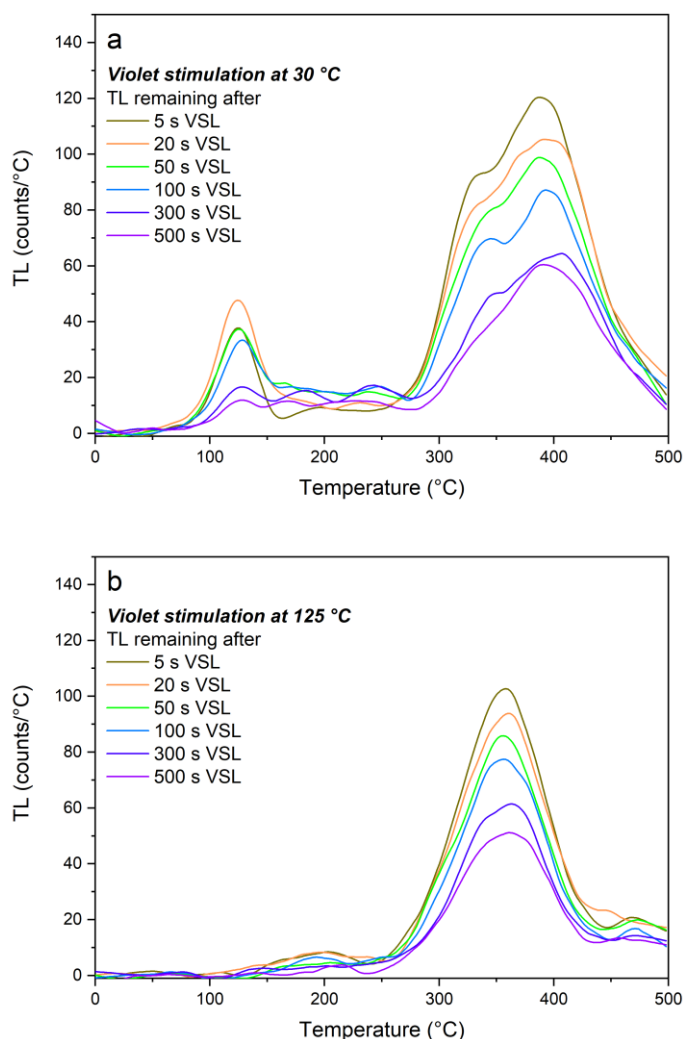 a
Violet stimulation at 30 °C
TL remaining after
5 s VSL
20 s VSL
50 s VSL
100 s VSL
300 s VSL
500 s VSL
TL (counts/°C)
140
120
100
80
60
40
20
0
0 100 200 300 400 500
Temperature (°C)
b
Violet stimulation at 125 °C
TL remaining after
5 s VSL
20 s VSL
50 s VSL
100 s VSL
300 s VSL
500 s VSL
TL (counts/°C)
140
120
100
80
60
40
20
0
0 100 200 300 400 500
Temperature (°C)